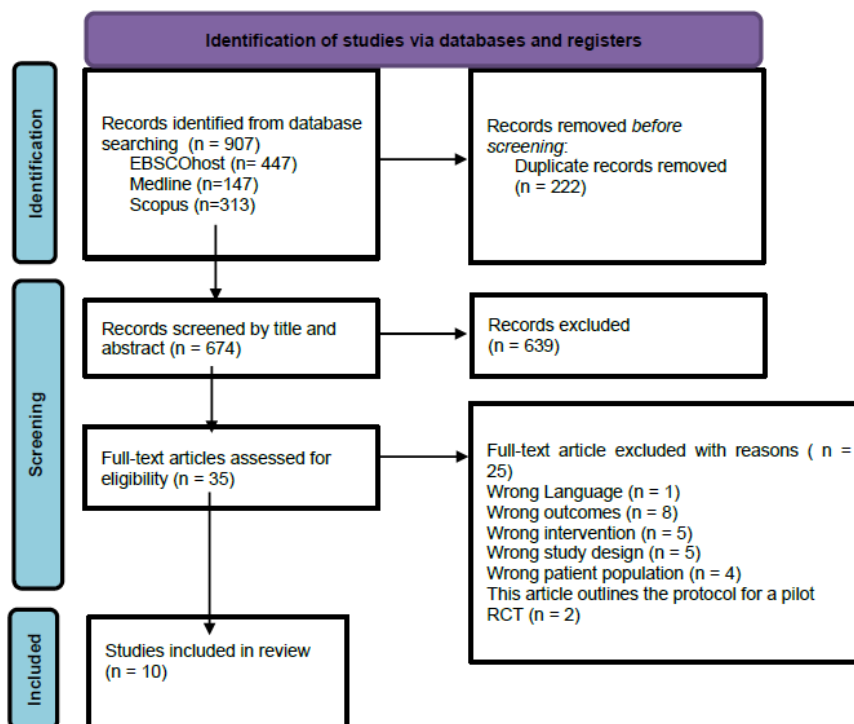 Identification of studies via databases and registers
Identification
Records identified from database
searching (n = 907)
EBSCOhost (n= 447)
Medline (n=147)
Scopus (n=313)
Records removed before
screening:
Duplicate records removed
(n = 222)
Screening
Records screened by title and
abstract (n = 674)
Records excluded
(n = 639)
Full-text articles assessed for
eligibility (n = 35)
Full-text article excluded with reasons ( n =
25)
Wrong Language (n = 1)
Wrong outcomes (n = 8)
Wrong intervention (n = 5)
Wrong study design (n = 5)
Wrong patient population (n = 4)
This article outlines the protocol for a pilot
RCT (n = 2)
Included
Studies included in review
(n = 10)